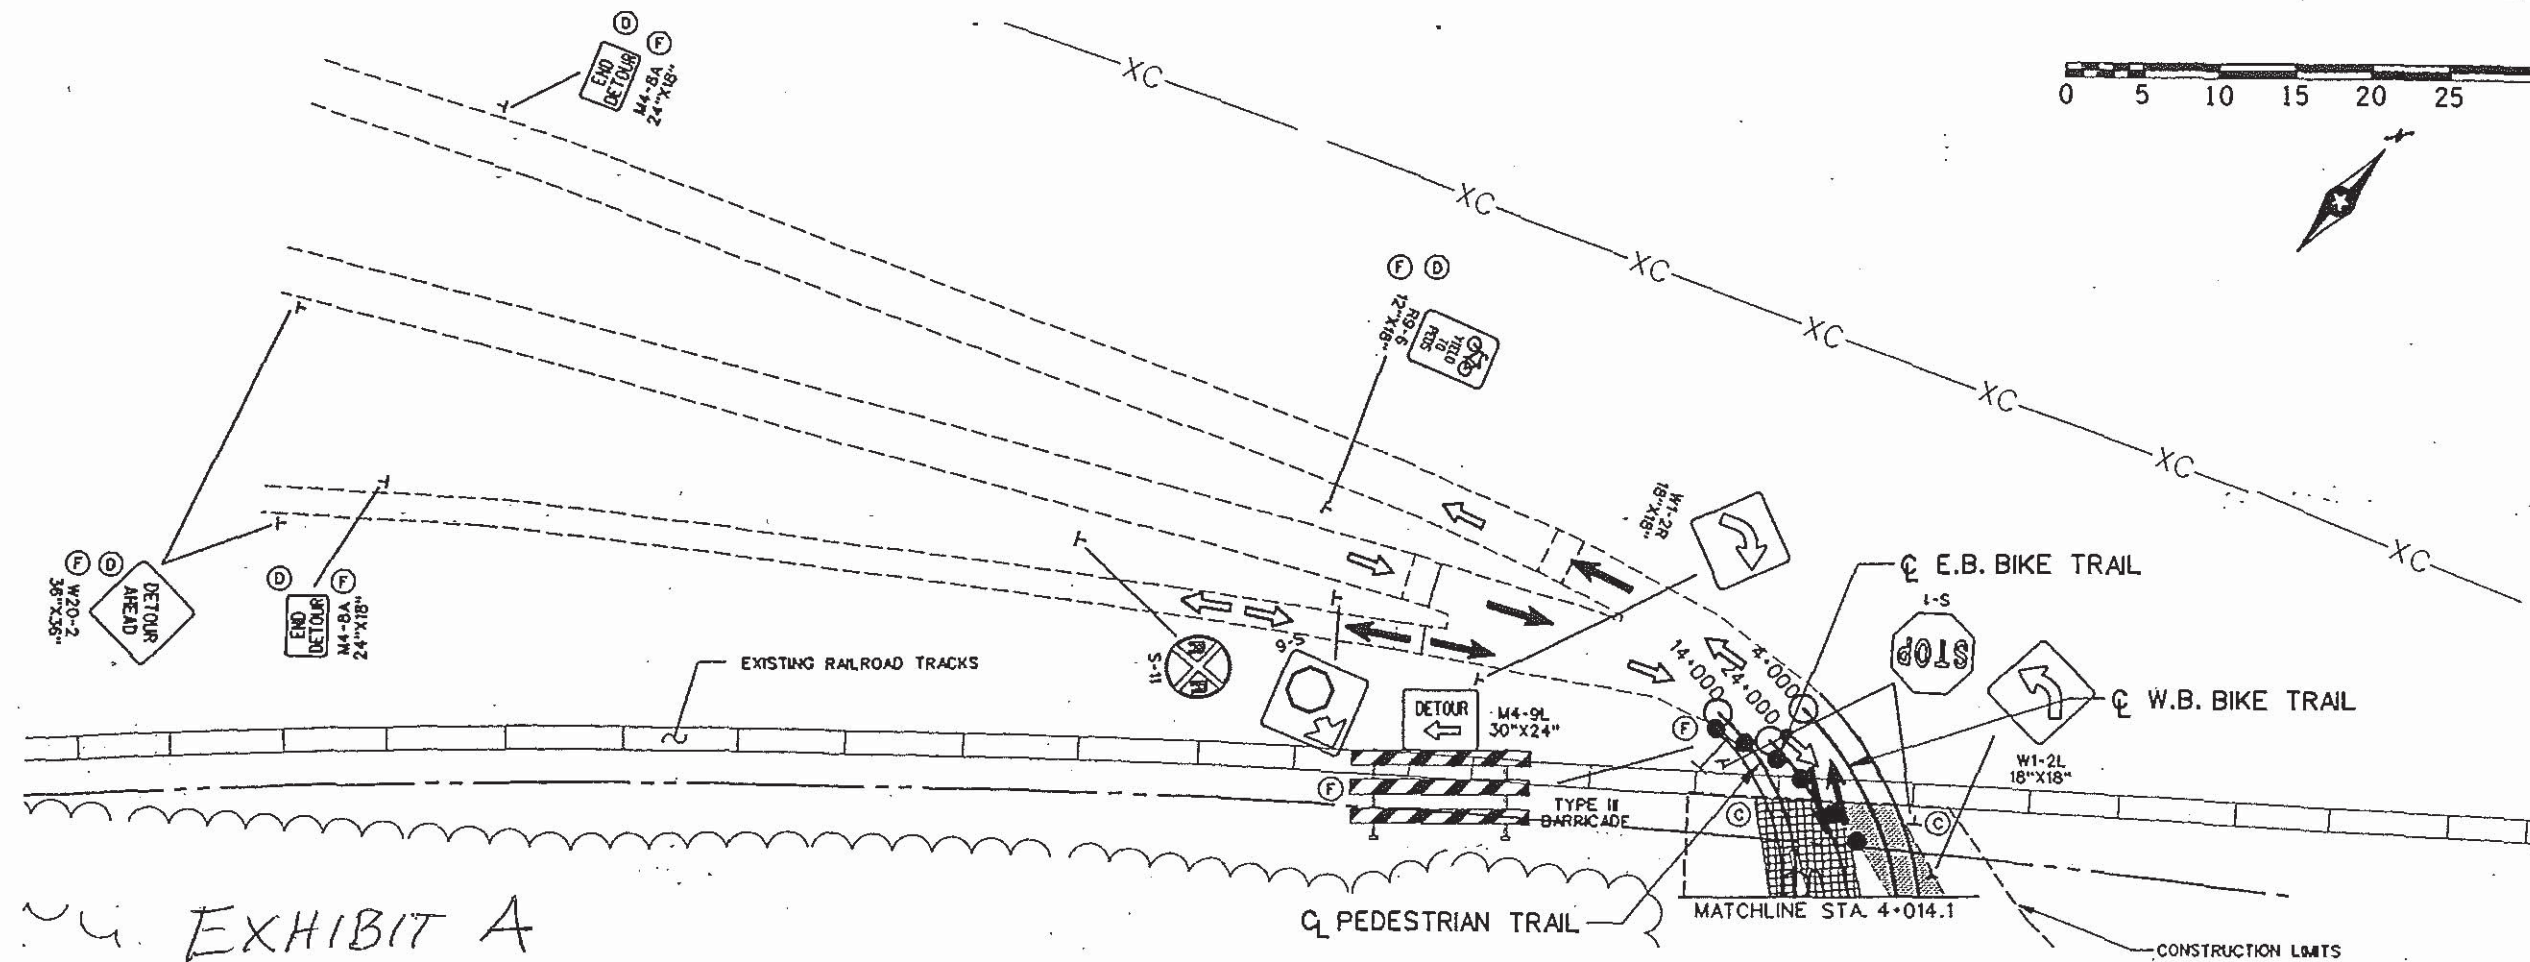 D
F
END
DETOUR
M4-8A
24"X18"
XC
XC
XC
XC
XC
XC
XC
0 5 10 15 20 25
F D
R9-6
12"X18"
YIELD
TO
PEDS
W1-2R
18"X18"
F D
W20-2
36"X36"
DETOUR
AHEAD
D
F
END
DETOUR
M4-8A
24"X18"
EXISTING RAILROAD TRACKS
S-11
S-6
DETOUR
M4-9L
30"X24"
F
TYPE III
BARRICADE
F
14+000
24+000
4+000
C
C
℄ E.B. BIKE TRAIL
S-1
STOP
℄ W.B. BIKE TRAIL
W1-2L
18"X18"
℄ PEDESTRIAN TRAIL
MATCHLINE STA. 4+014.1
CONSTRUCTION LIMITS
EXHIBIT A